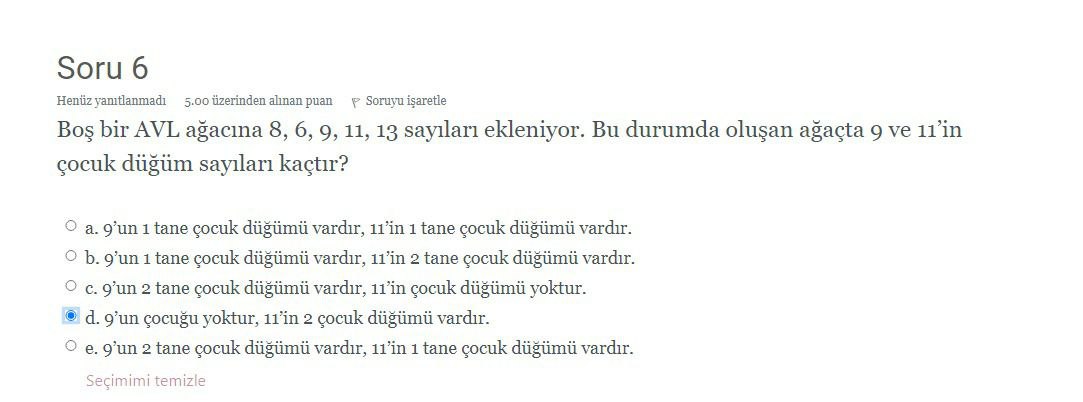 Soru 6
Henüz yanıtlanmadı 5.00 üzerinden alınan puan Soruyu işaretle
Boş bir AVL ağacına 8, 6, 9, 11, 13 sayıları ekleniyor. Bu durumda oluşan ağaçta 9 ve 11’in
çocuk düğüm sayıları kaçtır?
a. 9’un 1 tane çocuk düğümü vardır, 11’in 1 tane çocuk düğümü vardır.
b. 9’un 1 tane çocuk düğümü vardır, 11’in 2 tane çocuk düğümü vardır.
c. 9’un 2 tane çocuk düğümü vardır, 11’in çocuk düğümü yoktur.
d. 9’un çocuğu yoktur, 11’in 2 çocuk düğümü vardır.
e. 9’un 2 tane çocuk düğümü vardır, 11’in 1 tane çocuk düğümü vardır.
Seçimimi temizle